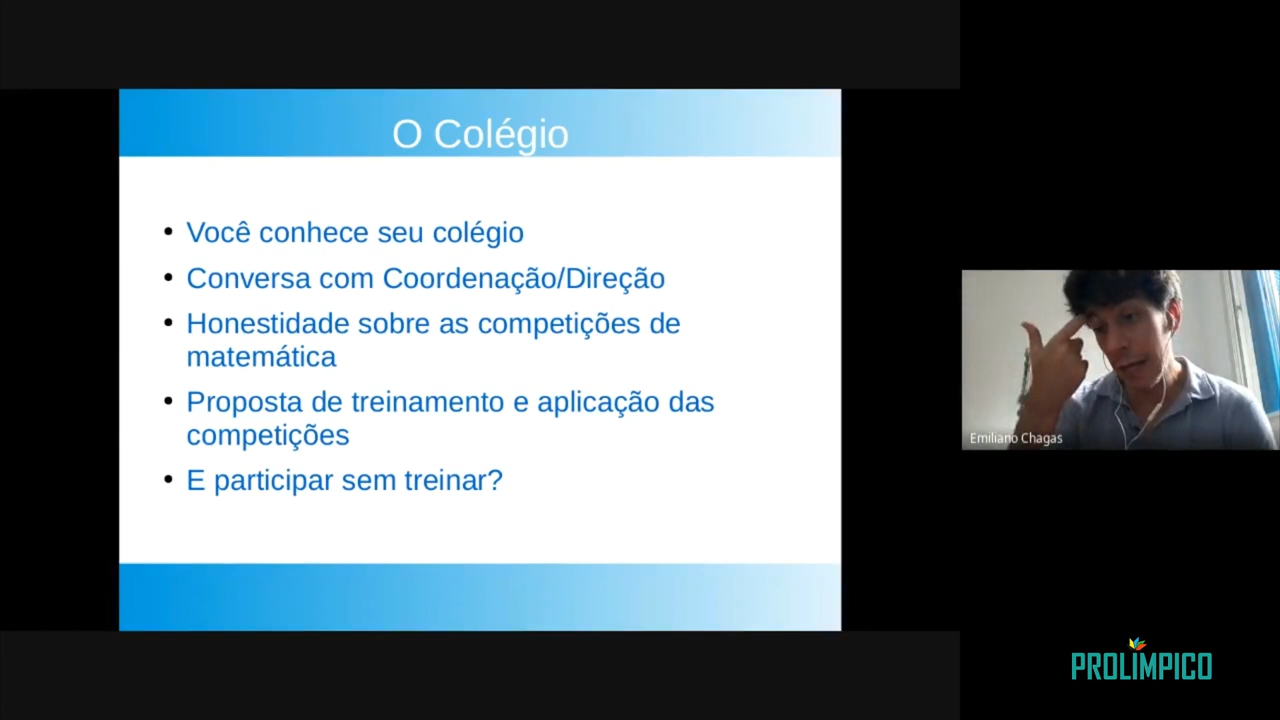 O Colégio
Você conhece seu colégio
Conversa com Coordenação/Direção
Honestidade sobre as competições de
matemática
Proposta de treinamento e aplicação das
competições
E participar sem treinar?
Emiliano Chagas
PROLIMPICO